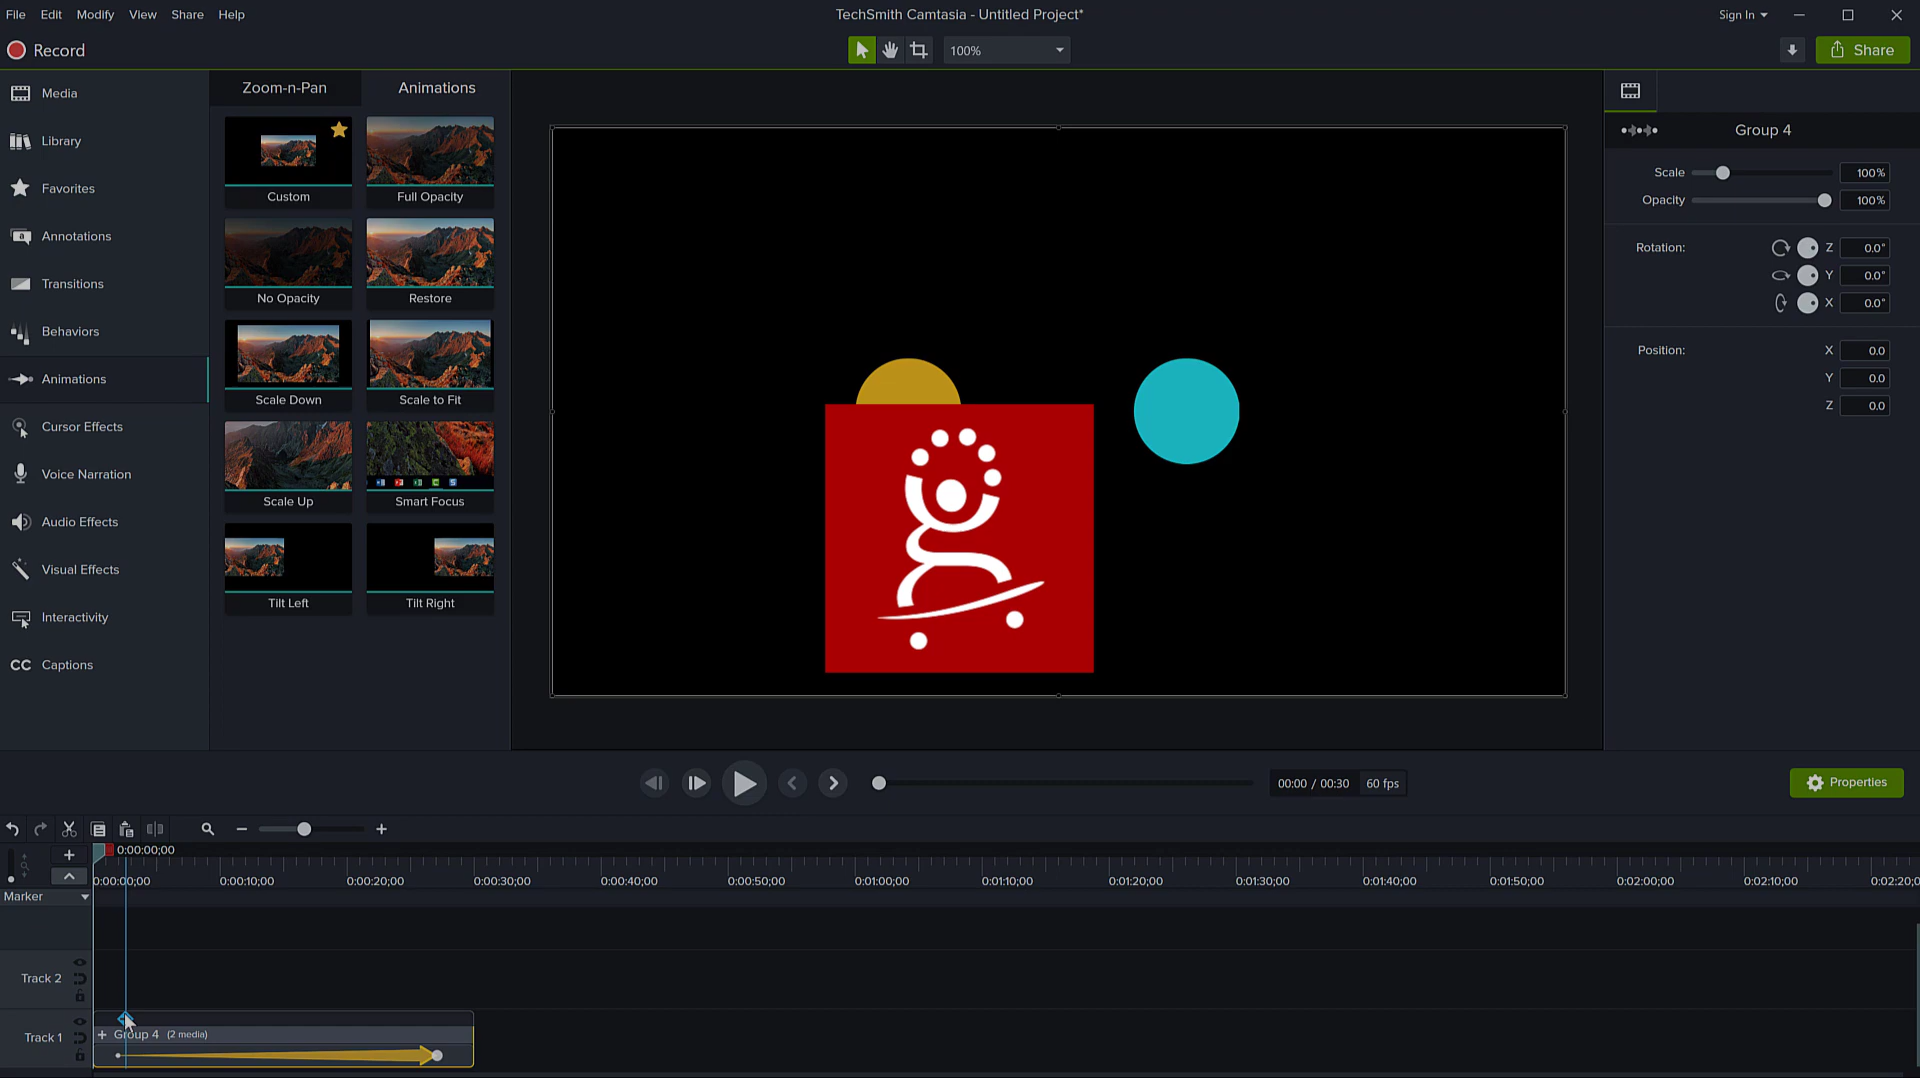 File Edit Modify View Share Help
TechSmith Camtasia - Untitled Project*
Sign In
Record
100%
Share
Media
Library
Favorites
Annotations
Transitions
Behaviors
Animations
Cursor Effects
Voice Narration
Audio Effects
Visual Effects
Interactivity
CC Captions
Zoom-n-Pan Animations
Custom Full Opacity
No Opacity Restore
Scale Down Scale to Fit
Scale Up Smart Focus
Tilt Left Tilt Right
Group 4
Scale 100%
Opacity 100%
Rotation: Z 0.0°
Y 0.0°
X 0.0°
Position: X 0.0
Y 0.0
Z 0.0
00:00 / 00:30 60 fps
Properties
0:00:00;00
0:00:00;00 0:00:10;00 0:00:20;00 0:00:30;00 0:00:40;00 0:00:50;00 0:01:00;00 0:01:10;00 0:01:20;00 0:01:30;00 0:01:40;00 0:01:50;00 0:02:00;00 0:02:10;00 0:02:20;0
Marker
Track 2
Track 1
+ Group 4 (2 media)